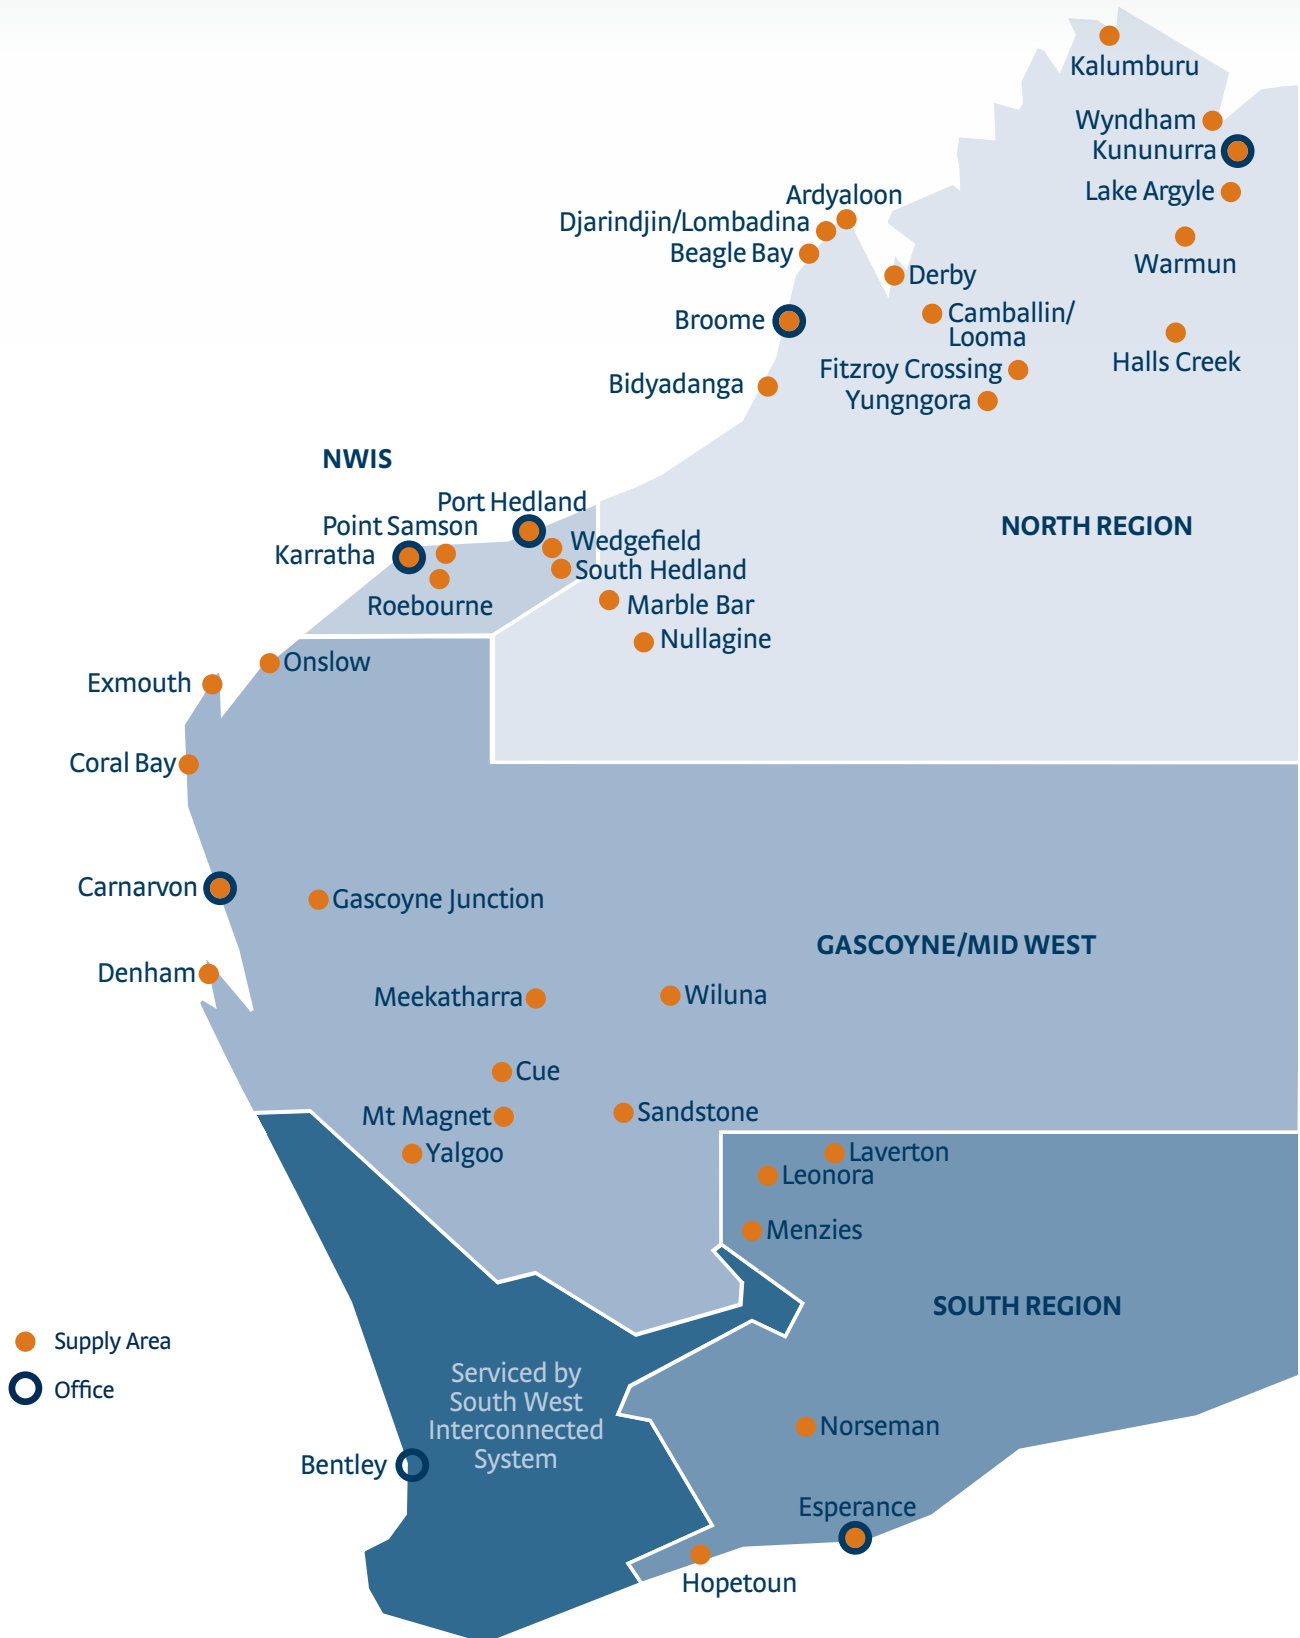 Kalumburu
Wyndham
Kununurra
Lake Argyle
Ardyaloon
Djarindjin/Lombadina
Beagle Bay
Warmun
Derby
Broome
Camballin/
Looma
Halls Creek
Fitzroy Crossing
Bidyadanga
Yungngora
NWIS
Port Hedland
Point Samson
NORTH REGION
Karratha
Wedgefield
South Hedland
Roebourne
Marble Bar
Nullagine
Onslow
Exmouth
Coral Bay
Carnarvon
Gascoyne Junction
GASCOYNE/MID WEST
Denham
Meekatharra
Wiluna
Cue
Mt Magnet
Sandstone
Yalgoo
Laverton
Leonora
Menzies
SOUTH REGION
Supply Area
Office
Serviced by
South West
Interconnected
System
Norseman
Bentley
Esperance
Hopetoun